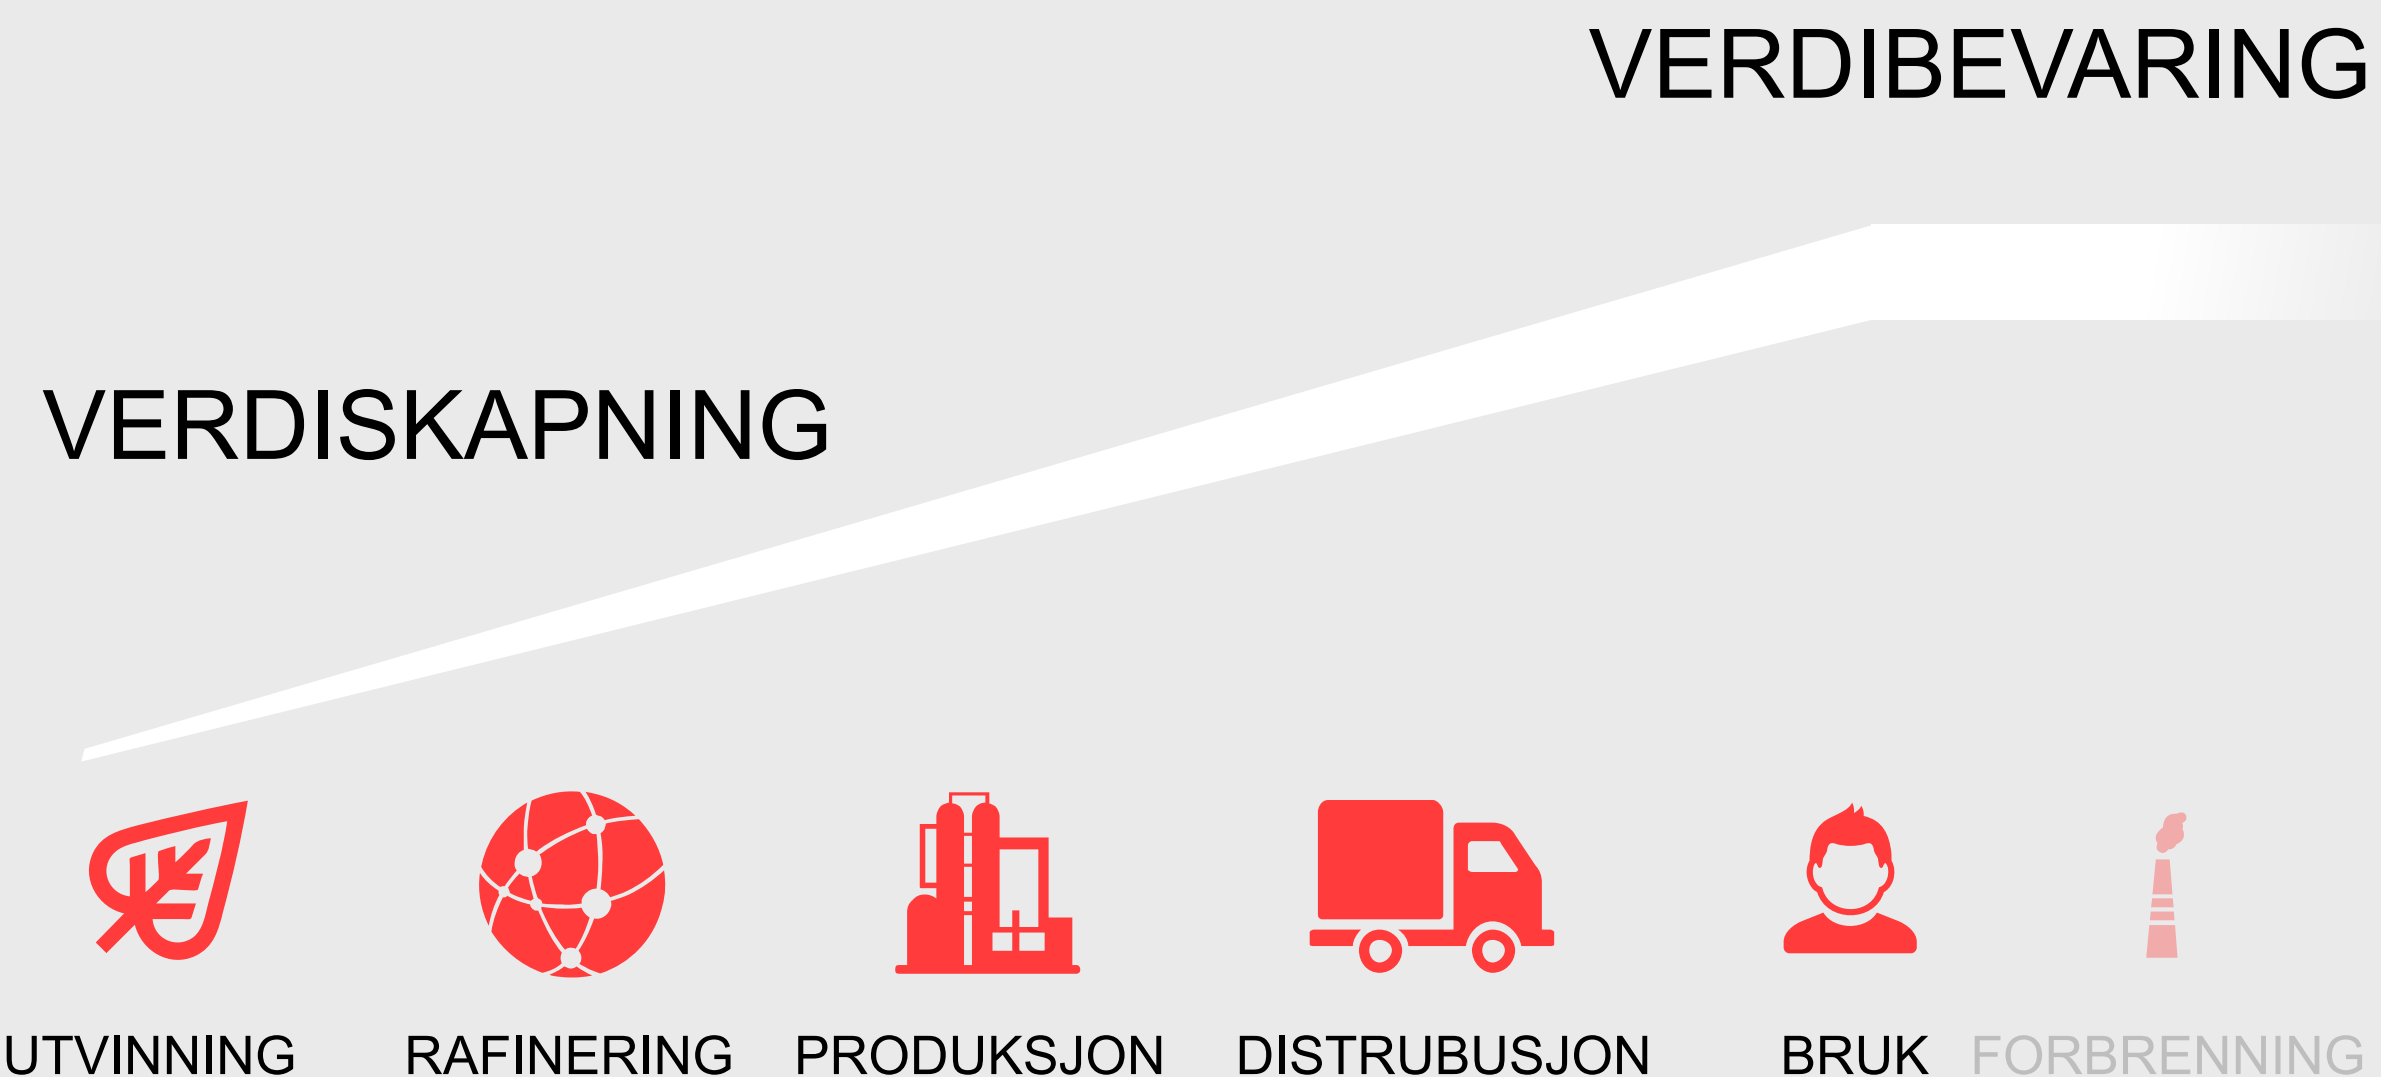 VERDIBEVARING
VERDISKAPNING
UTVINNING
RAFINERING
PRODUKSJON
DISTRUBUSJON
BRUK
FORBRENNING